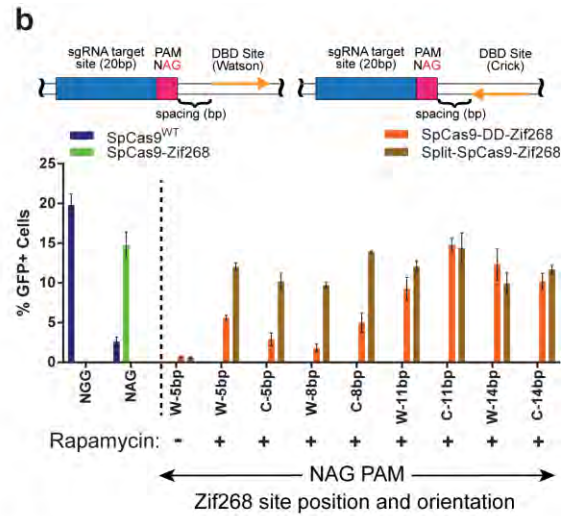 b
sgRNA target site (20bp)
PAM NAG
DBD Site (Watson)
spacing (bp)
sgRNA target site (20bp)
PAM NAG
DBD Site (Crick)
spacing (bp)
SpCas9WT
SpCas9-Zif268
SpCas9-DD-Zif268
Split-SpCas9-Zif268
% GFP+ Cells
25
20
15
10
5
0
NGG
NAG
W-5bp
W-5bp
C-5bp
W-8bp
C-8bp
W-11bp
C-11bp
W-14bp
C-14bp
Rapamycin: - + + + + + + + +
NAG PAM
Zif268 site position and orientation